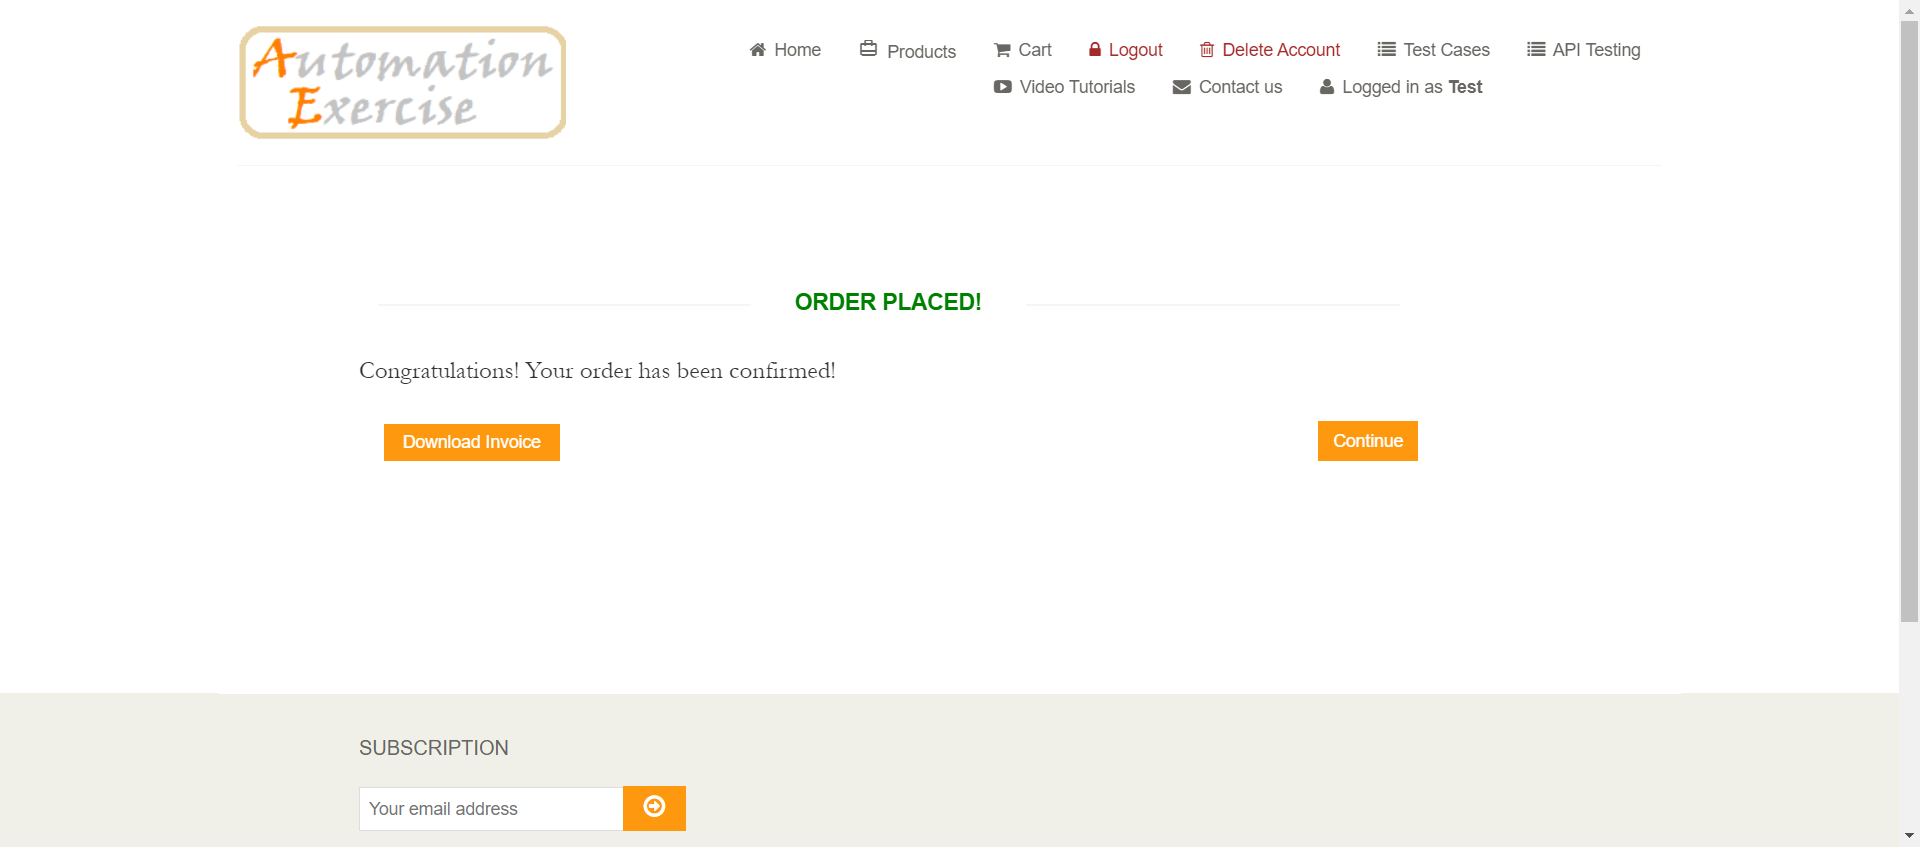 Automation
Exercise
Home Products Cart Logout Delete Account Test Cases API Testing
Video Tutorials Contact us Logged in as Test
ORDER PLACED!
Congratulations! Your order has been confirmed!
Download Invoice Continue
SUBSCRIPTION
Your email address